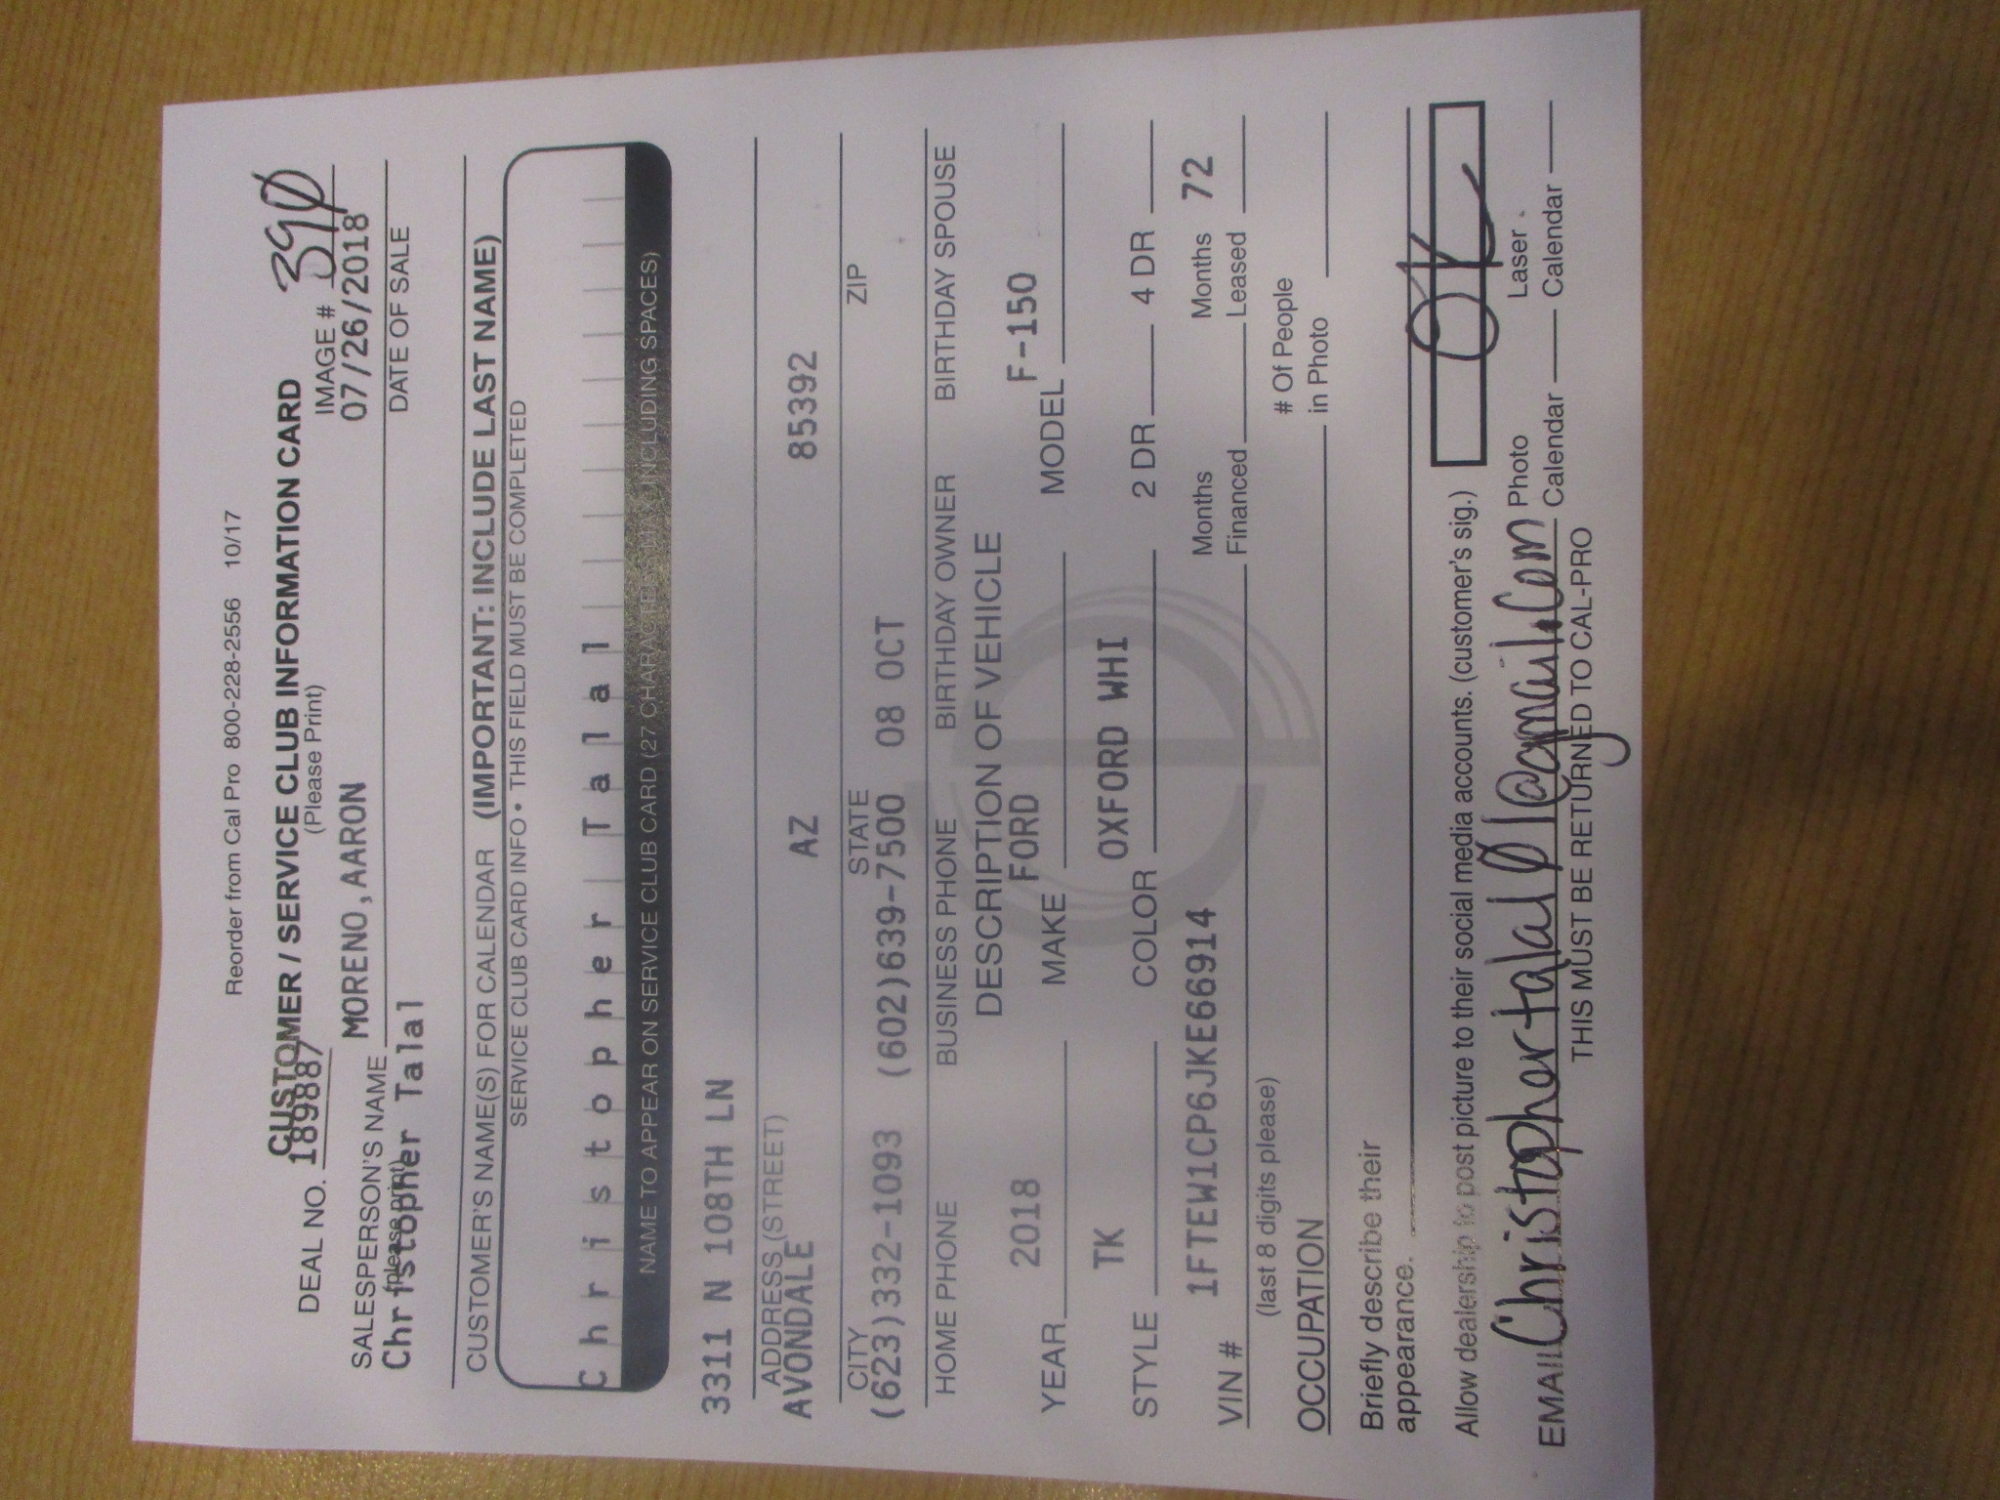 Reorder from Cal Pro 800-228-2556 10/17
CUSTOMER / SERVICE CLUB INFORMATION CARD
(Please Print)
DEAL NO. 189887 IMAGE # 390
MORENO,AARON 07/26/2018
SALESPERSON'S NAME DATE OF SALE
(please print)
Christopher Talal
CUSTOMER'S NAME(S) FOR CALENDAR (IMPORTANT: INCLUDE LAST NAME)
SERVICE CLUB CARD INFO • THIS FIELD MUST BE COMPLETED
Christopher Talal
NAME TO APPEAR ON SERVICE CLUB CARD (27 CHARACTERS MAX INCLUDING SPACES)
3311 N 108TH LN
ADDRESS (STREET)
AVONDALE AZ 85392
CITY STATE ZIP
(623)332-1093 (602)639-7500 08 OCT
HOME PHONE BUSINESS PHONE BIRTHDAY OWNER BIRTHDAY SPOUSE
DESCRIPTION OF VEHICLE
YEAR 2018 MAKE FORD MODEL F-150
STYLE TK COLOR OXFORD WHI 2 DR 4 DR
VIN # 1FTEW1CP6JKE66914 Months Financed Months Leased 72
(last 8 digits please)
OCCUPATION # Of People in Photo
Briefly describe their
appearance.
Allow dealership to post picture to their social media accounts. (customer's sig.) OK
EMAIL Christophertalal01@gmail.com Photo Calendar Laser Calendar
THIS MUST BE RETURNED TO CAL-PRO